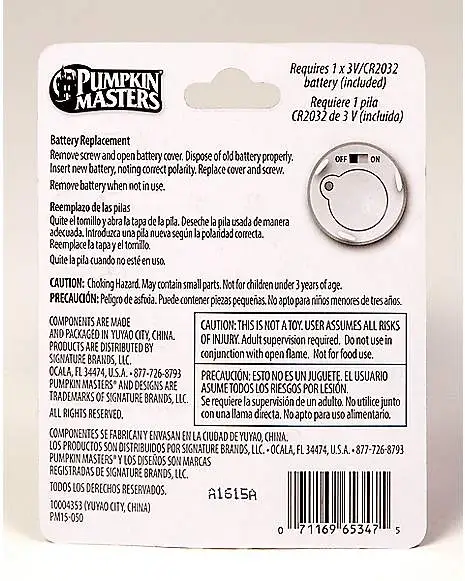 PUMPKIN
MASTERS
Requires 1 x 3V/CR2032
battery (included)
Requiere 1 pila
CR2032 de 3 V (incluida)
OFF ON
Battery Replacement
Remove screw and open battery cover. Dispose of old battery properly.
Insert new battery, noting correct polarity. Replace cover and screw.
Remove battery when not in use.
Reemplazo de las pilas
Quite el tornillo y abra la tapa de la pila. Deseche la pila usada de manera
adecuada. Introduzca una pila nueva según la polaridad correcta.
Reemplace la tapa y el tornillo.
Quite la pila cuando no esté en uso.
CAUTION: Choking Hazard. May contain small parts. Not for children under 3 years of age.
PRECAUCIÓN: Peligro de asfixia. Puede contener piezas pequeñas. No apto para niños menores de tres años.
COMPONENTS ARE MADE
AND PACKAGED IN YUYAO CITY, CHINA.
PRODUCTS ARE DISTRIBUTED BY
SIGNATURE BRANDS, LLC.
OCALA, FL 34474, U.S.A. • 877-726-8793
PUMPKIN MASTERS® AND DESIGNS ARE
TRADEMARKS OF SIGNATURE BRANDS, LLC.
ALL RIGHTS RESERVED.
CAUTION: THIS IS NOT A TOY. USER ASSUMES ALL RISKS
OF INJURY. Adult supervision required. Do not use in
conjunction with open flame. Not for food use.
PRECAUCIÓN: ESTO NO ES UN JUGUETE. EL USUARIO
ASUME TODOS LOS RIESGOS POR LESIÓN.
Se requiere la supervisión de un adulto. No utilice junto
con una llama directa. No apto para uso alimentario.
COMPONENTES SE FABRICAN Y ENVASAN EN LA CIUDAD DE YUYAO, CHINA.
LOS PRODUCTOS SON DISTRIBUIDOS POR SIGNATURE BRANDS, LLC. • OCALA, FL 34474, U.S.A. • 877-726-8793
PUMPKIN MASTERS® Y LOS DISEÑOS SON MARCAS
REGISTRADAS DE SIGNATURE BRANDS, LLC.
TODOS LOS DERECHOS RESERVADOS.
10004353 (YUYAO CITY, CHINA)
PM15-050
A1615A
0 71169 65347 5